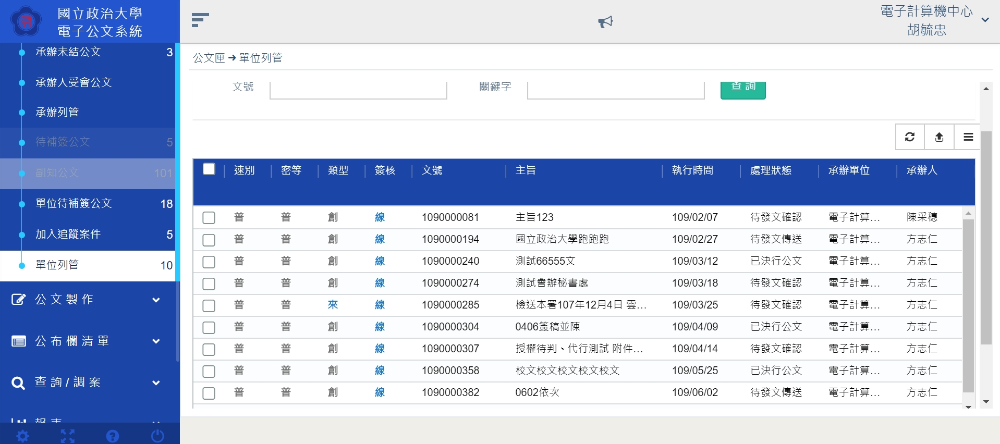 國立政治大學
電子公文系統
電子計算機中心
胡毓忠
承辦未結公文 3
承辦人受會公文
承辦列管
待補簽公文 5
副知公文 101
單位待補簽公文 18
加入追蹤案件 5
單位列管 10
公文製作
公布欄清單
查詢/調案
報表
公文匣 ➔ 單位列管
文號 關鍵字 查詢
速別 密等 類型 簽核 文號 主旨 執行時間 處理狀態 承辦單位 承辦人
普 普 創 線 1090000081 主旨123 109/02/07 待發文確認 電子計算... 陳采穗
普 普 創 線 1090000194 國立政治大學跑跑跑 109/02/27 待發文傳送 電子計算... 方志仁
普 普 創 線 1090000240 測試66555文 109/03/12 已決行公文 電子計算... 方志仁
普 普 創 線 1090000274 測試會辦秘書處 109/03/18 待發文確認 電子計算... 方志仁
普 普 來 線 1090000285 檢送本署107年12月4日 雲... 109/03/25 待發文確認 電子計算... 方志仁
普 普 創 線 1090000304 0406簽稿並陳 109/04/09 已決行公文 電子計算... 方志仁
普 普 創 線 1090000307 授權待判、代行測試 附件... 109/04/14 待發文確認 電子計算... 方志仁
普 普 創 線 1090000358 校文校文校文校文校文 109/05/25 已決行公文 電子計算... 方志仁
普 普 創 線 1090000382 0602依次 109/06/02 待發文傳送 電子計算... 方志仁